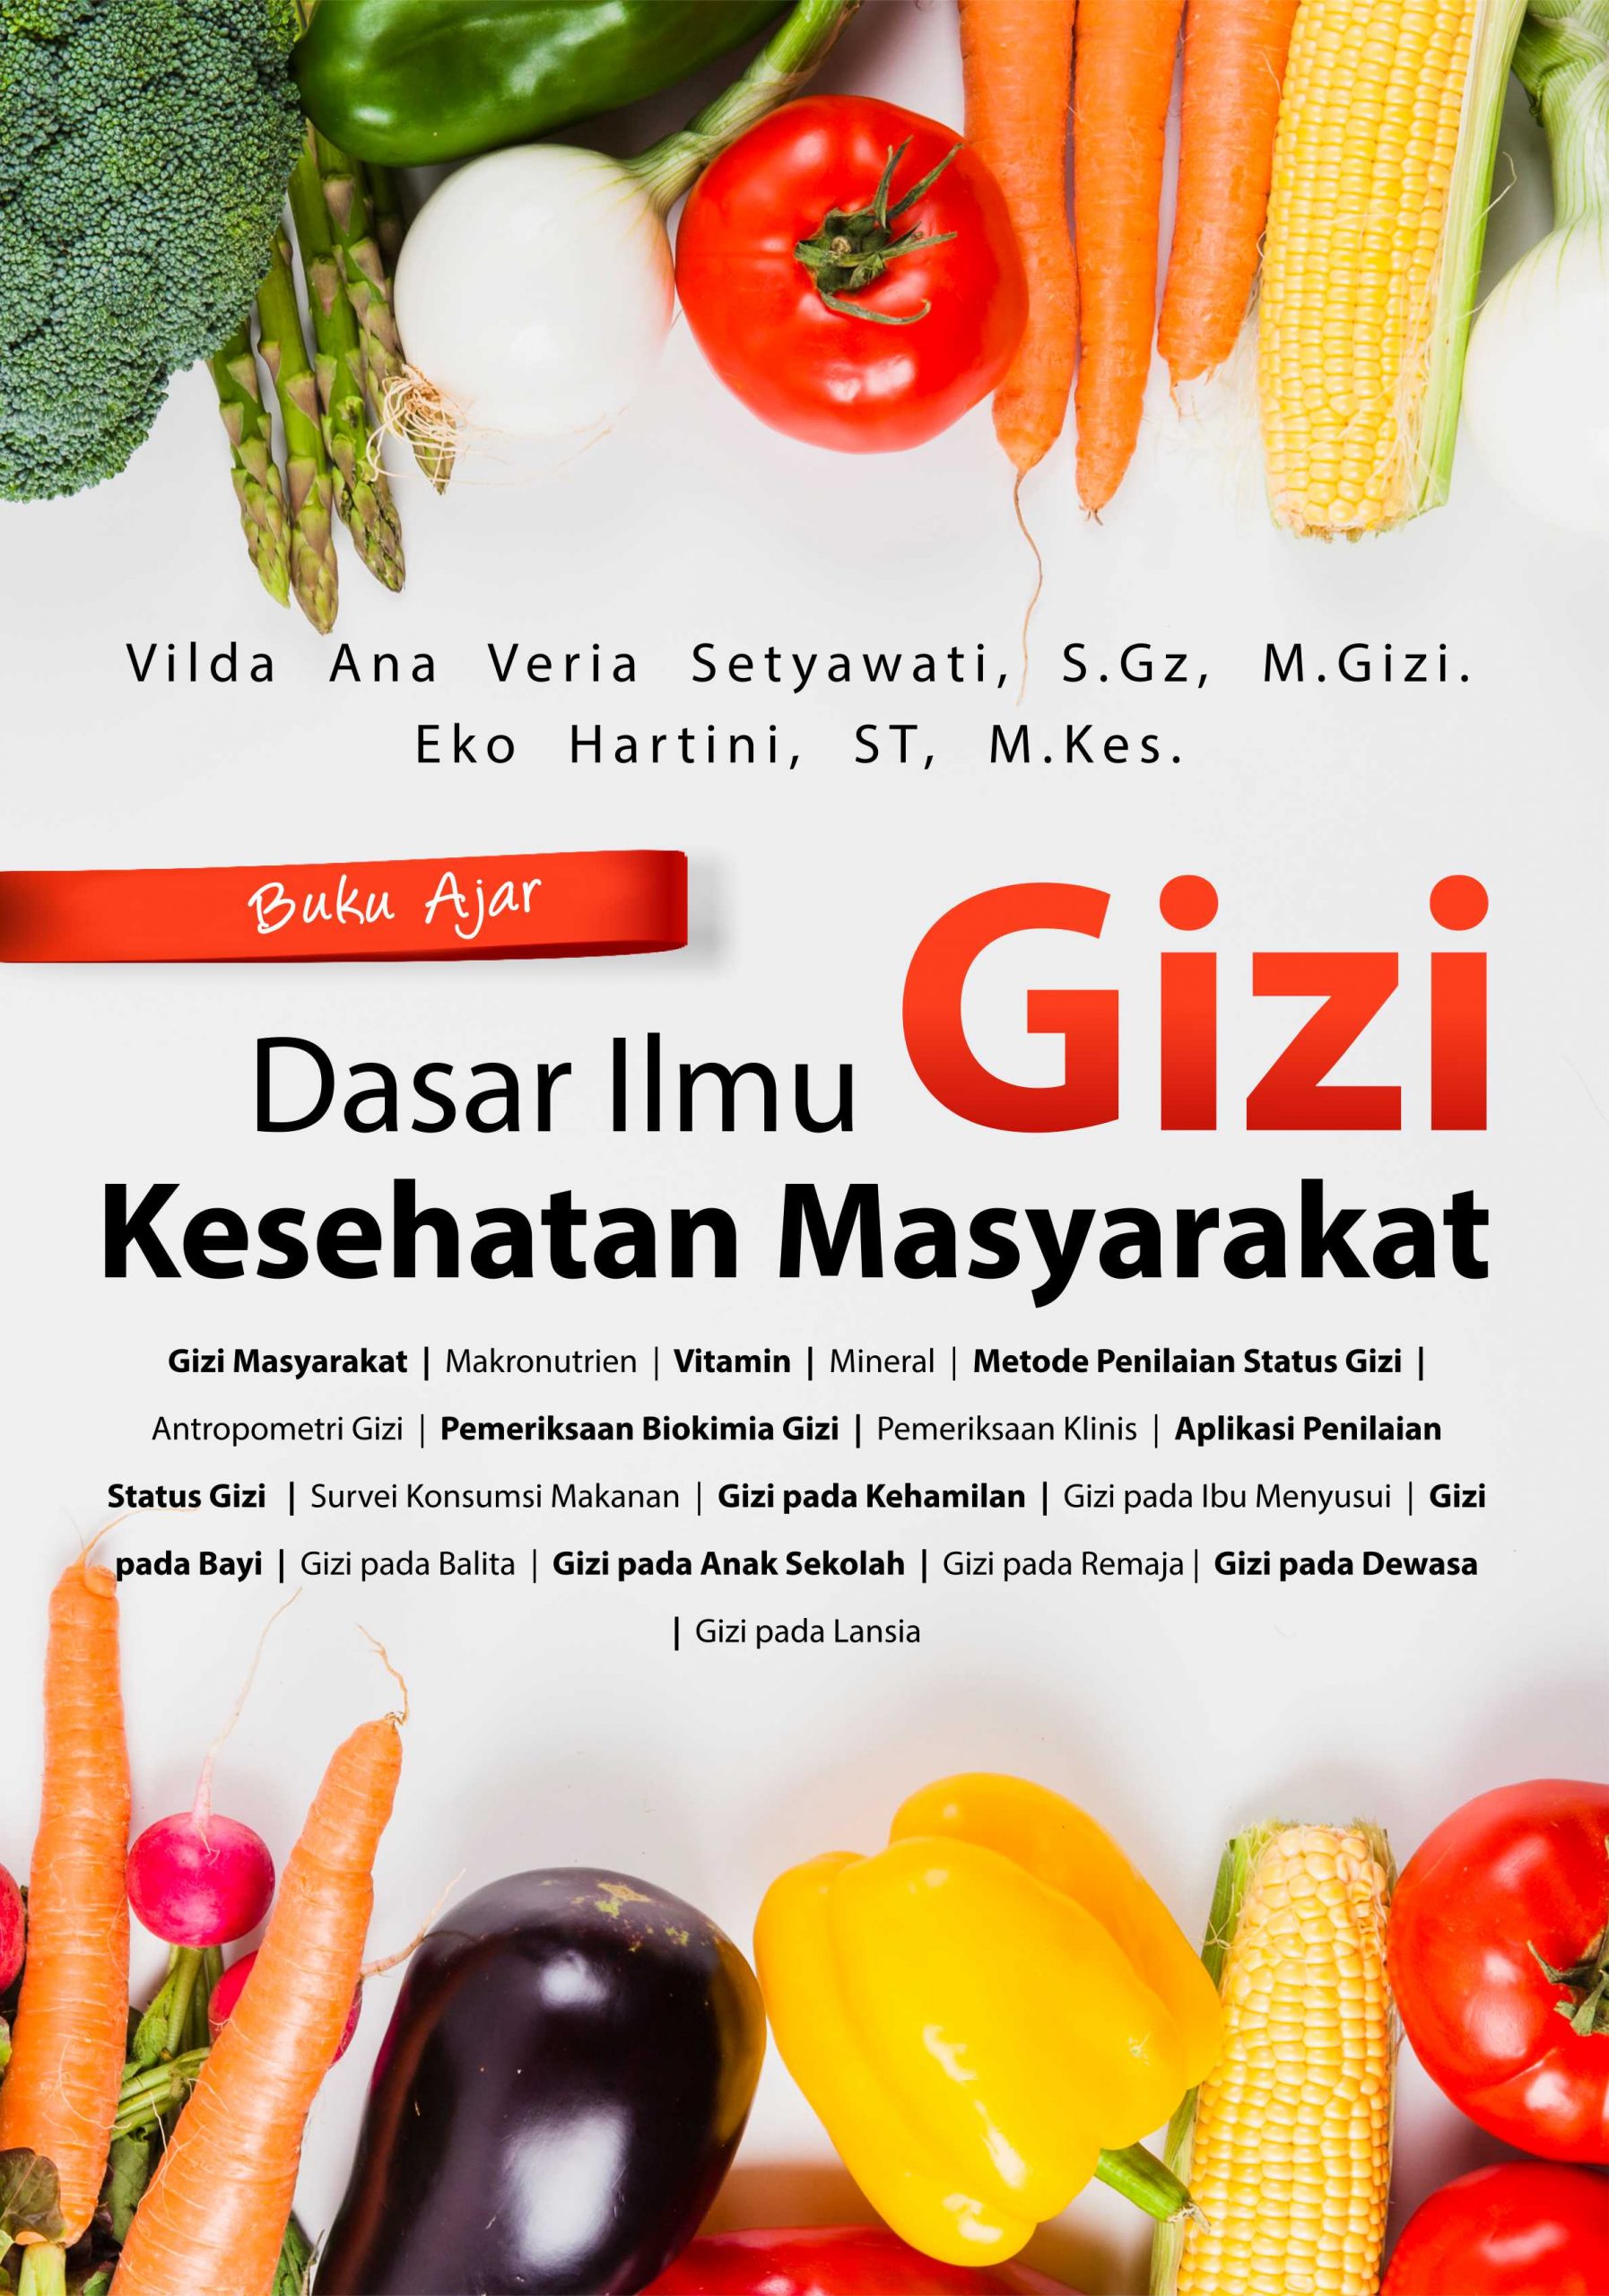 Vilda Ana Veria Setyawati, S.Gz, M.Gizi.
Eko Hartini, ST, M.Kes.
Buku Ajar
Dasar Ilmu Gizi
Kesehatan Masyarakat
Gizi Masyarakat | Makronutrien | Vitamin | Mineral | Metode Penilaian Status Gizi |
Antropometri Gizi | Pemeriksaan Biokimia Gizi | Pemeriksaan Klinis | Aplikasi Penilaian
Status Gizi | Survei Konsumsi Makanan | Gizi pada Kehamilan | Gizi pada Ibu Menyusui | Gizi
pada Bayi | Gizi pada Balita | Gizi pada Anak Sekolah | Gizi pada Remaja | Gizi pada Dewasa
| Gizi pada Lansia